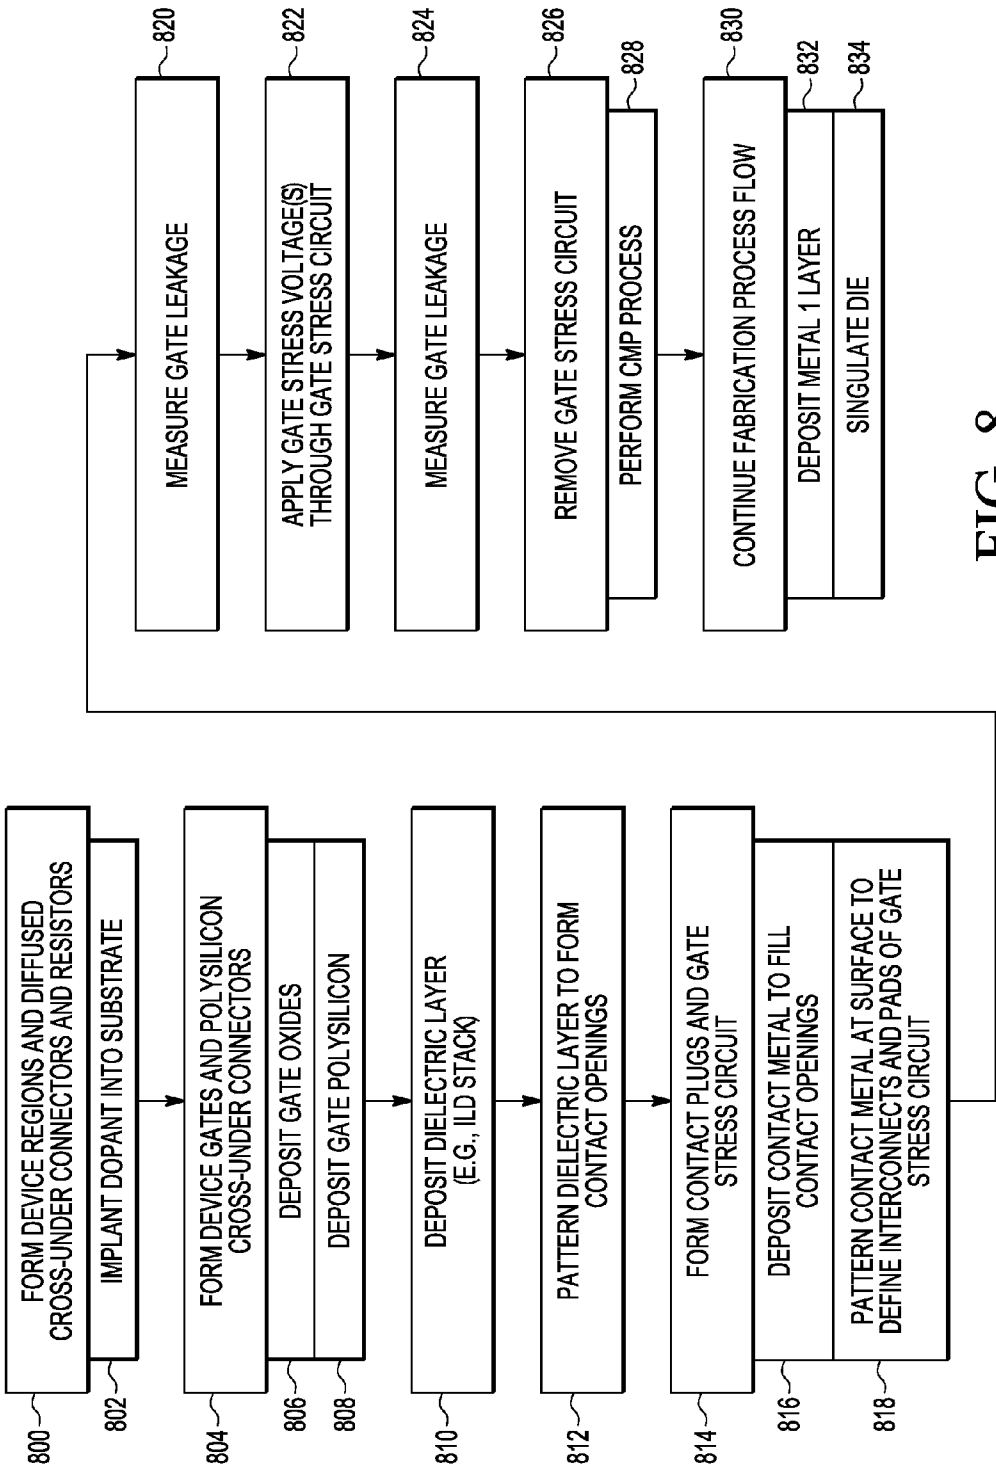 800
FORM DEVICE REGIONS AND DIFFUSED
CROSS-UNDER CONNECTORS AND RESISTORS
802
IMPLANT DOPANT INTO SUBSTRATE
804
FORM DEVICE GATES AND POLYSILICON
CROSS-UNDER CONNECTORS
806
DEPOSIT GATE OXIDES
808
DEPOSIT GATE POLYSILICON
810
DEPOSIT DIELECTRIC LAYER
(E.G., ILD STACK)
812
PATTERN DIELECTRIC LAYER TO FORM
CONTACT OPENINGS
814
FORM CONTACT PLUGS AND GATE
STRESS CIRCUIT
816
DEPOSIT CONTACT METAL TO FILL
CONTACT OPENINGS
818
PATTERN CONTACT METAL AT SURFACE TO
DEFINE INTERCONNECTS AND PADS OF GATE
STRESS CIRCUIT
820
MEASURE GATE LEAKAGE
822
APPLY GATE STRESS VOLTAGE(S)
THROUGH GATE STRESS CIRCUIT
824
MEASURE GATE LEAKAGE
826
REMOVE GATE STRESS CIRCUIT
828
PERFORM CMP PROCESS
830
CONTINUE FABRICATION PROCESS FLOW
832
DEPOSIT METAL 1 LAYER
834
SINGULATE DIE
FIG. 8